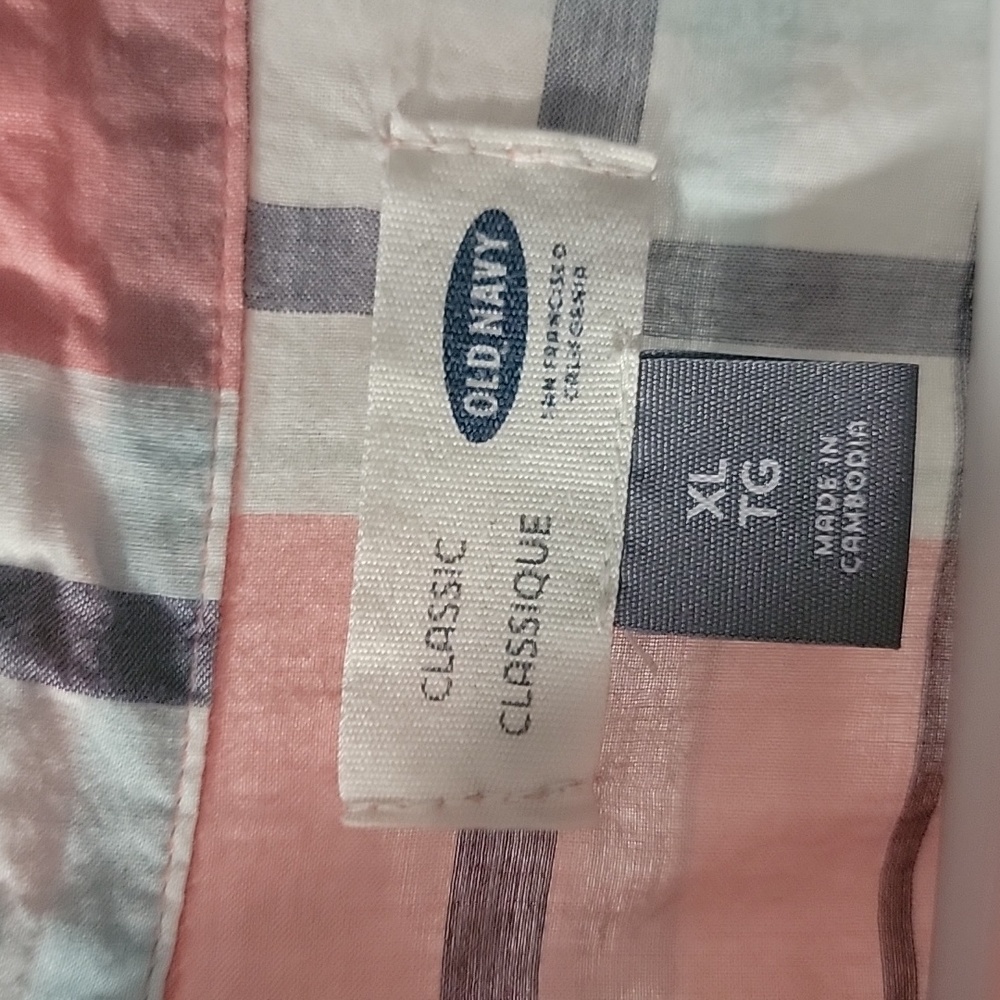 CLASSIC
CLASSIQUE
OLD NAVY
SAN FRANCISCO
CALIFORNIA
XL
TG
MADE IN
CAMBODIA